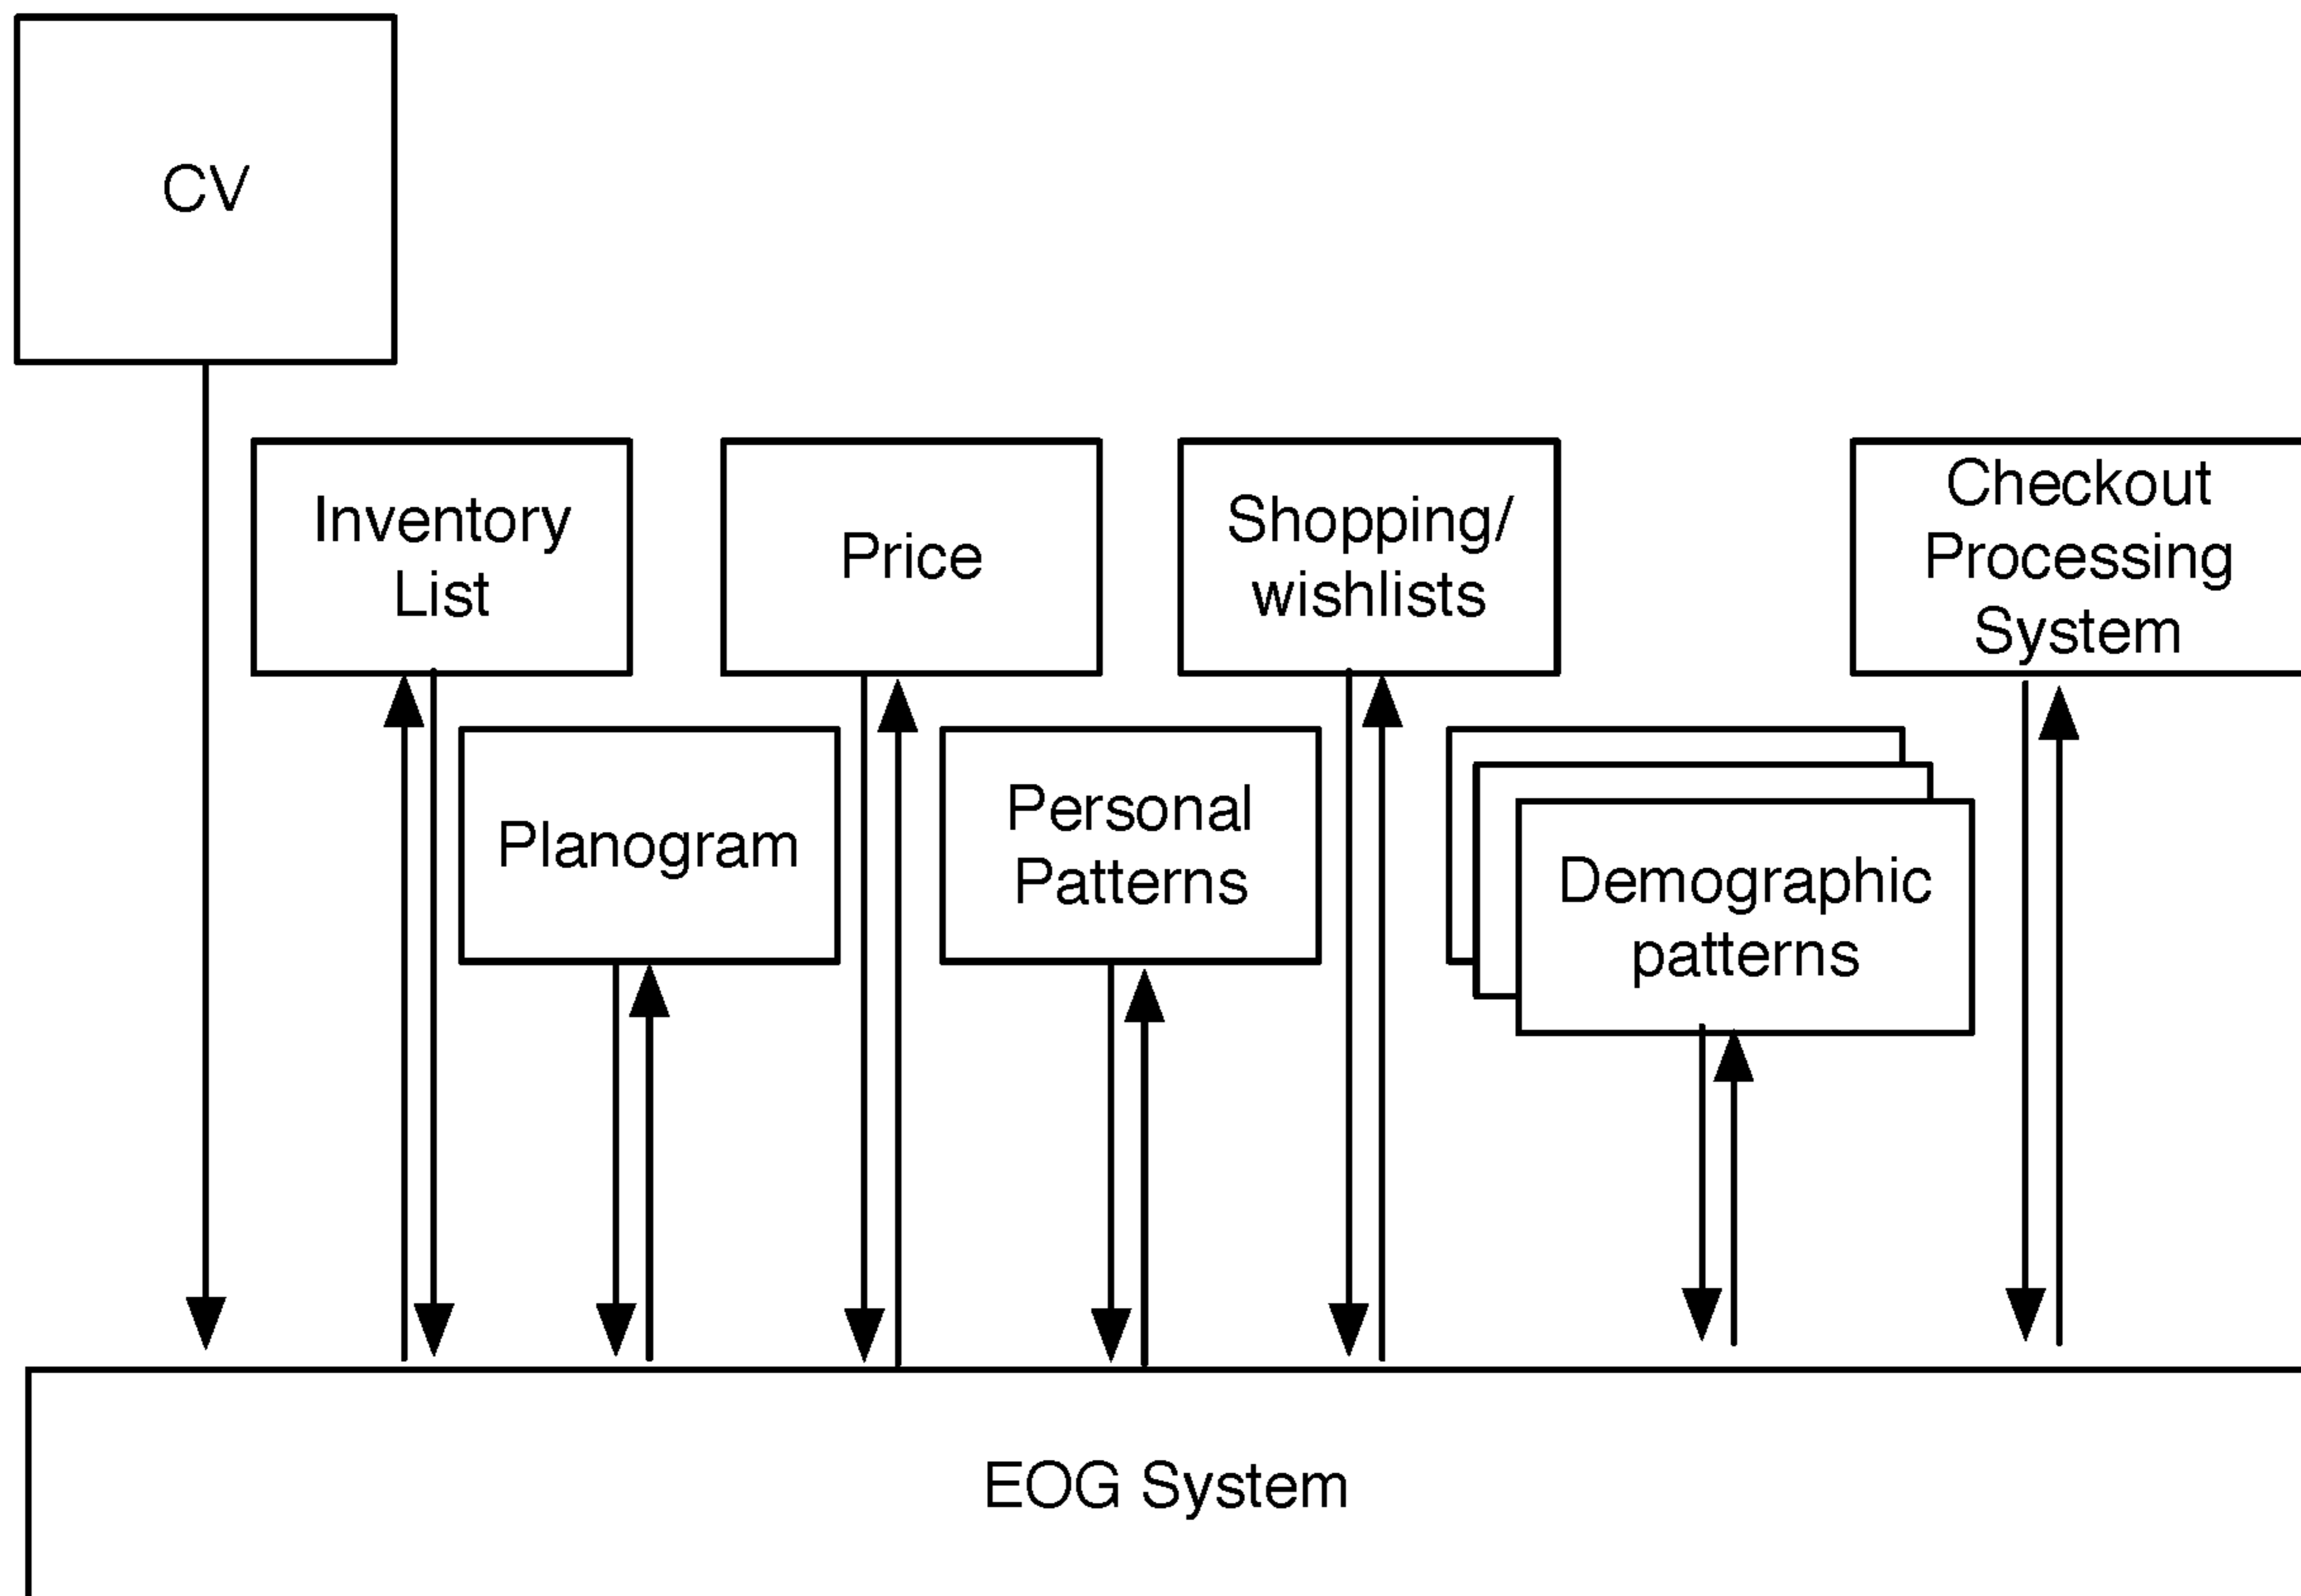 CV
Inventory
List
Price
Shopping/
wishlists
Checkout
Processing
System
Planogram
Personal
Patterns
Demographic
patterns
EOG System